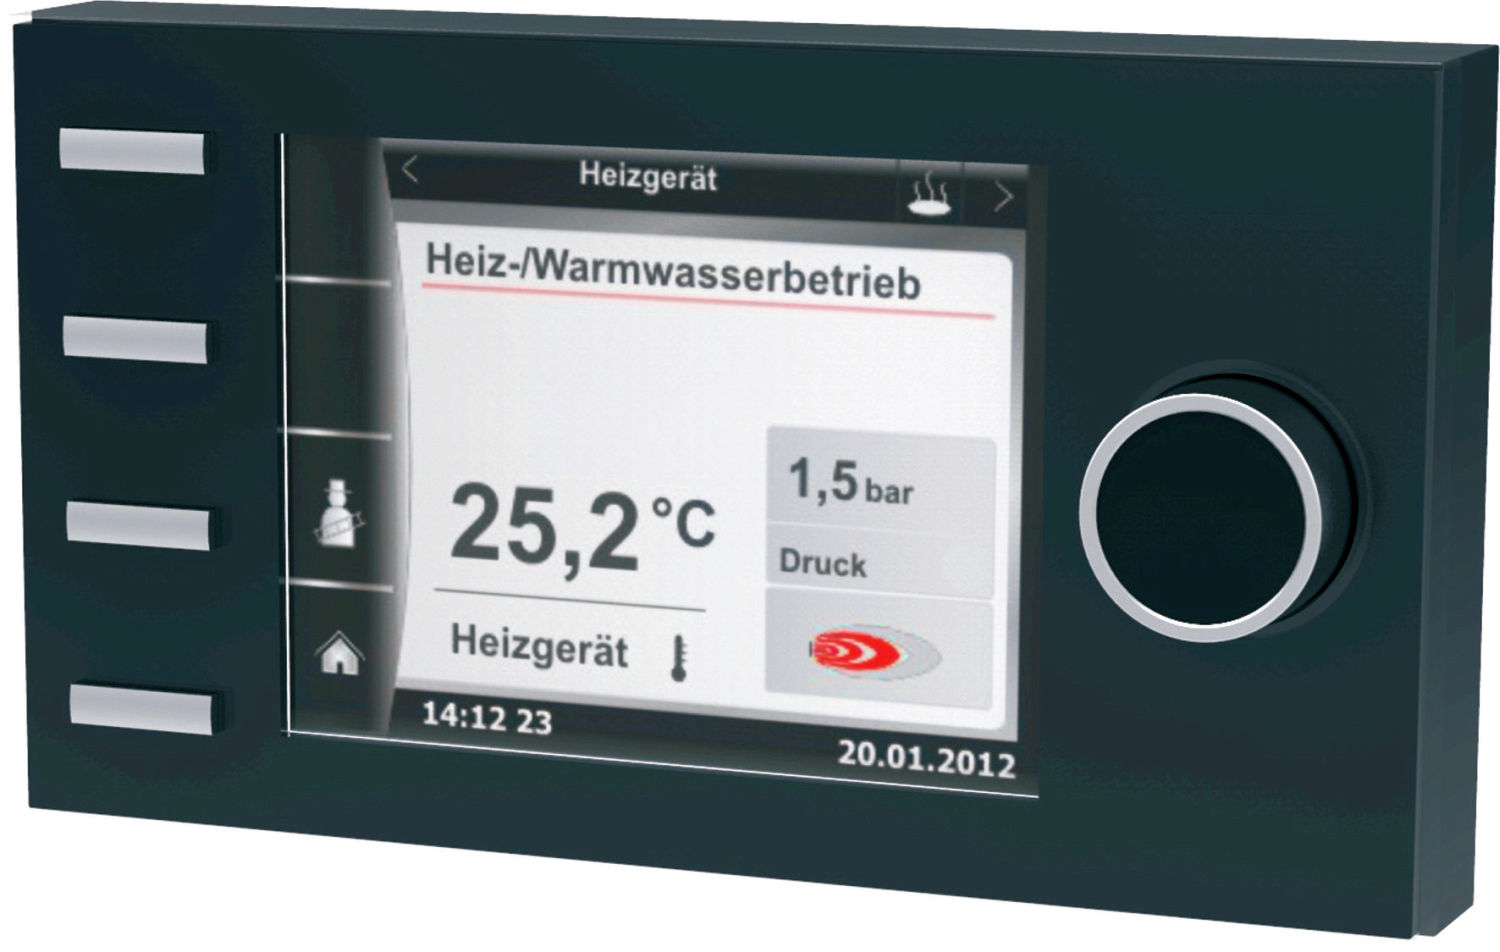 Heizgerät
Heiz-/Warmwasserbetrieb
25,2 °C
Heizgerät
1,5 bar
Druck
14:12 23
20.01.2012